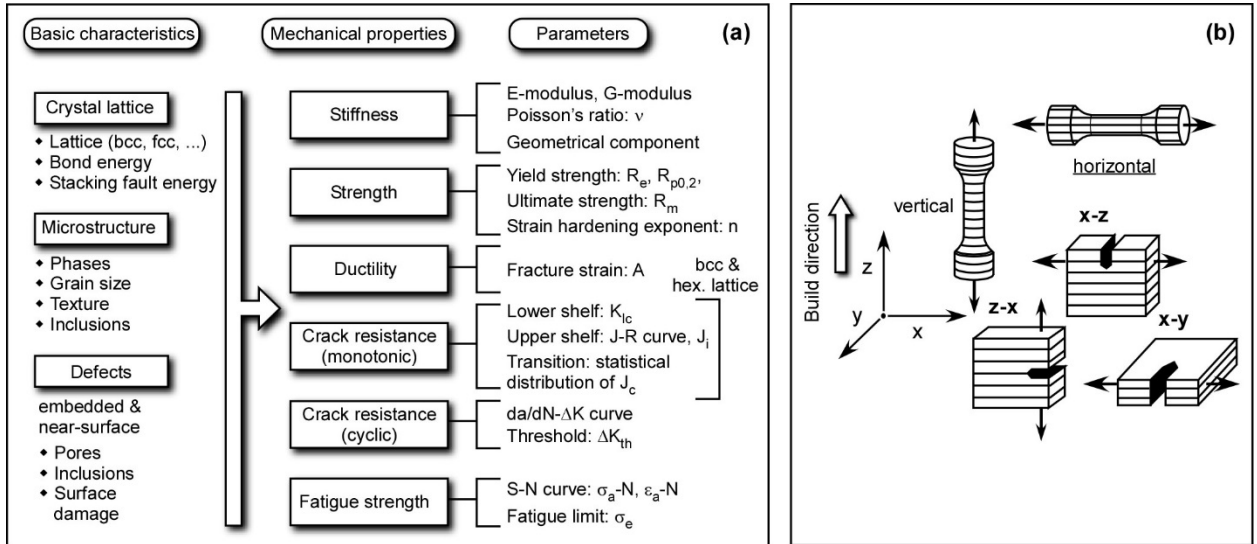 Basic characteristics
Mechanical properties
Parameters
(a)
Crystal lattice
◆ Lattice (bcc, fcc, ...)
◆ Bond energy
◆ Stacking fault energy
Microstructure
◆ Phases
◆ Grain size
◆ Texture
◆ Inclusions
Defects
embedded &
near-surface
◆ Pores
◆ Inclusions
◆ Surface
damage
Stiffness
E-modulus, G-modulus
Poisson's ratio: ν
Geometrical component
Strength
Yield strength: Re, Rp0,2,
Ultimate strength: Rm
Strain hardening exponent: n
Ductility
Fracture strain: A
bcc &
hex. lattice
Crack resistance
(monotonic)
Lower shelf: KIc
Upper shelf: J-R curve, Ji
Transition: statistical
distribution of Jc
Crack resistance
(cyclic)
da/dN-ΔK curve
Threshold: ΔKth
Fatigue strength
S-N curve: σa-N, εa-N
Fatigue limit: σe
(b)
horizontal
vertical
Build direction
z
y
x
x-z
z-x
x-y